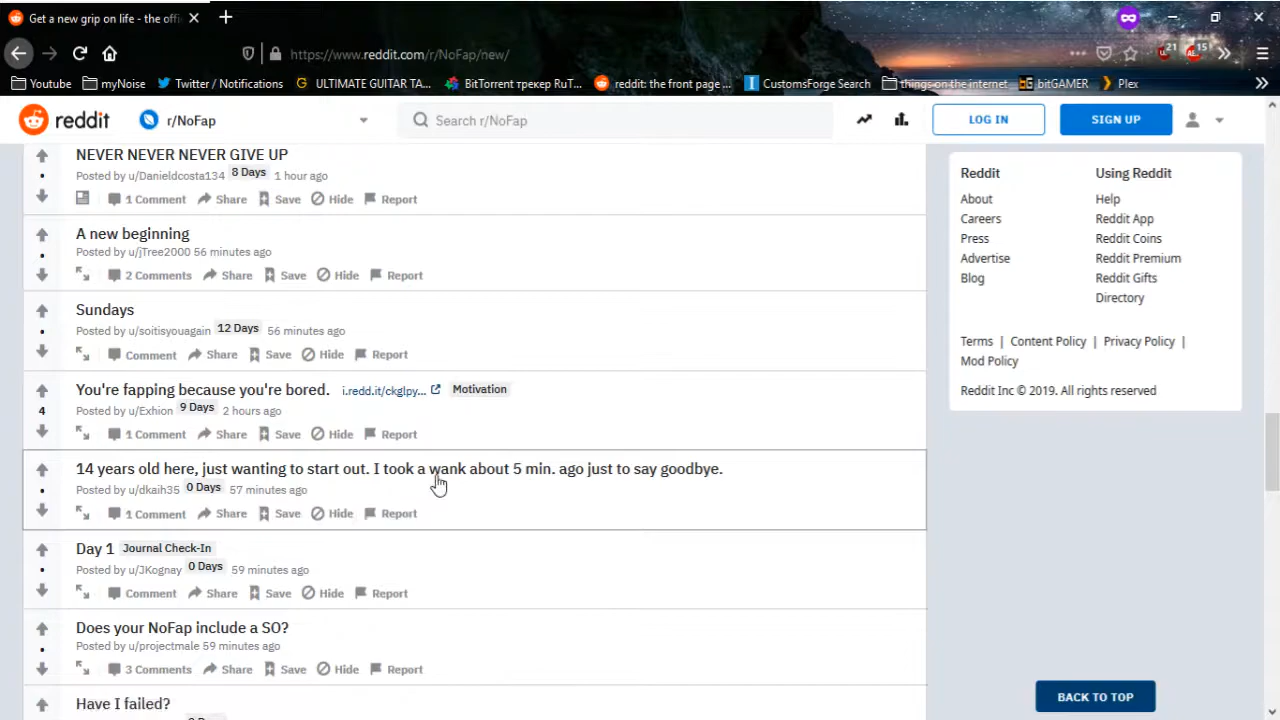 Get a new grip on life - the offi
https://www.reddit.com/r/NoFap/new/
21 15
Youtube myNoise Twitter / Notifications ULTIMATE GUITAR TA... BitTorrent трекер RuT... reddit: the front page ... CustomsForge Search things on the internet bitGAMER Plex
reddit r/NoFap Search r/NoFap LOG IN SIGN UP
NEVER NEVER NEVER GIVE UP
Posted by u/Danieldcosta134 8 Days 1 hour ago
1 Comment Share Save Hide Report
A new beginning
Posted by u/jTree2000 56 minutes ago
2 Comments Share Save Hide Report
Sundays
Posted by u/soitisyouagain 12 Days 56 minutes ago
Comment Share Save Hide Report
You're fapping because you're bored. i.redd.it/ckglpy... Motivation
4
Posted by u/Exhion 9 Days 2 hours ago
1 Comment Share Save Hide Report
14 years old here, just wanting to start out. I took a wank about 5 min. ago just to say goodbye.
Posted by u/dkaih35 0 Days 57 minutes ago
1 Comment Share Save Hide Report
Day 1 Journal Check-In
Posted by u/JKognay 0 Days 59 minutes ago
Comment Share Save Hide Report
Does your NoFap include a SO?
Posted by u/projectmale 59 minutes ago
3 Comments Share Save Hide Report
Have I failed?
Reddit Using Reddit
About Help
Careers Reddit App
Press Reddit Coins
Advertise Reddit Premium
Blog Reddit Gifts
Directory
Terms | Content Policy | Privacy Policy |
Mod Policy
Reddit Inc © 2019. All rights reserved
BACK TO TOP